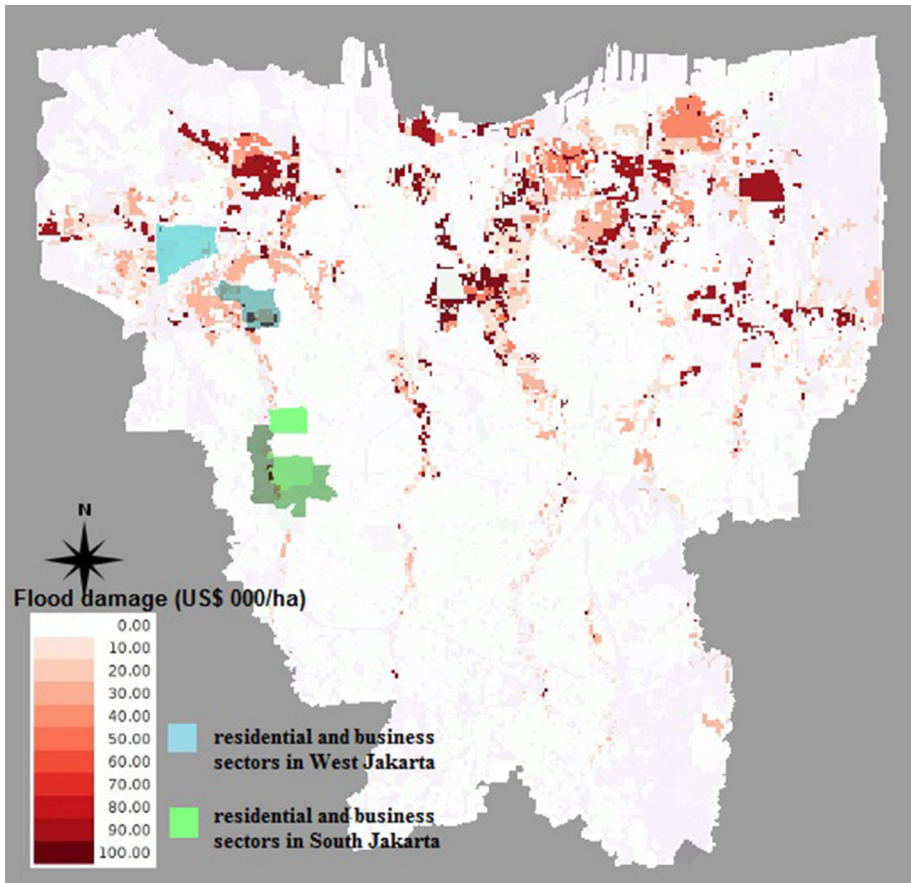 N
Flood damage (US$ 000/ha)
0.00
10.00
20.00
30.00
40.00
50.00
60.00
70.00
80.00
90.00
100.00
residential and business
sectors in West Jakarta
residential and business
sectors in South Jakarta